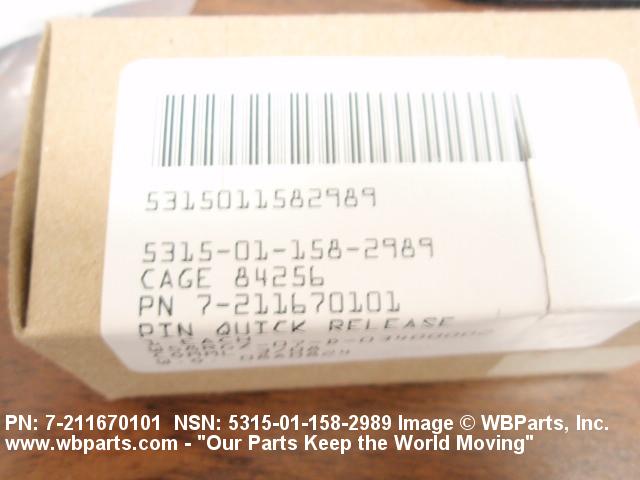 5315011582989
5315-01-158-2989
CAGE 84256
PN 7-211670101
PIN QUICK RELEASE
PN: 7-211670101 NSN: 5315-01-158-2989 Image © WBParts, Inc.
www.wbparts.com - "Our Parts Keep the World Moving"